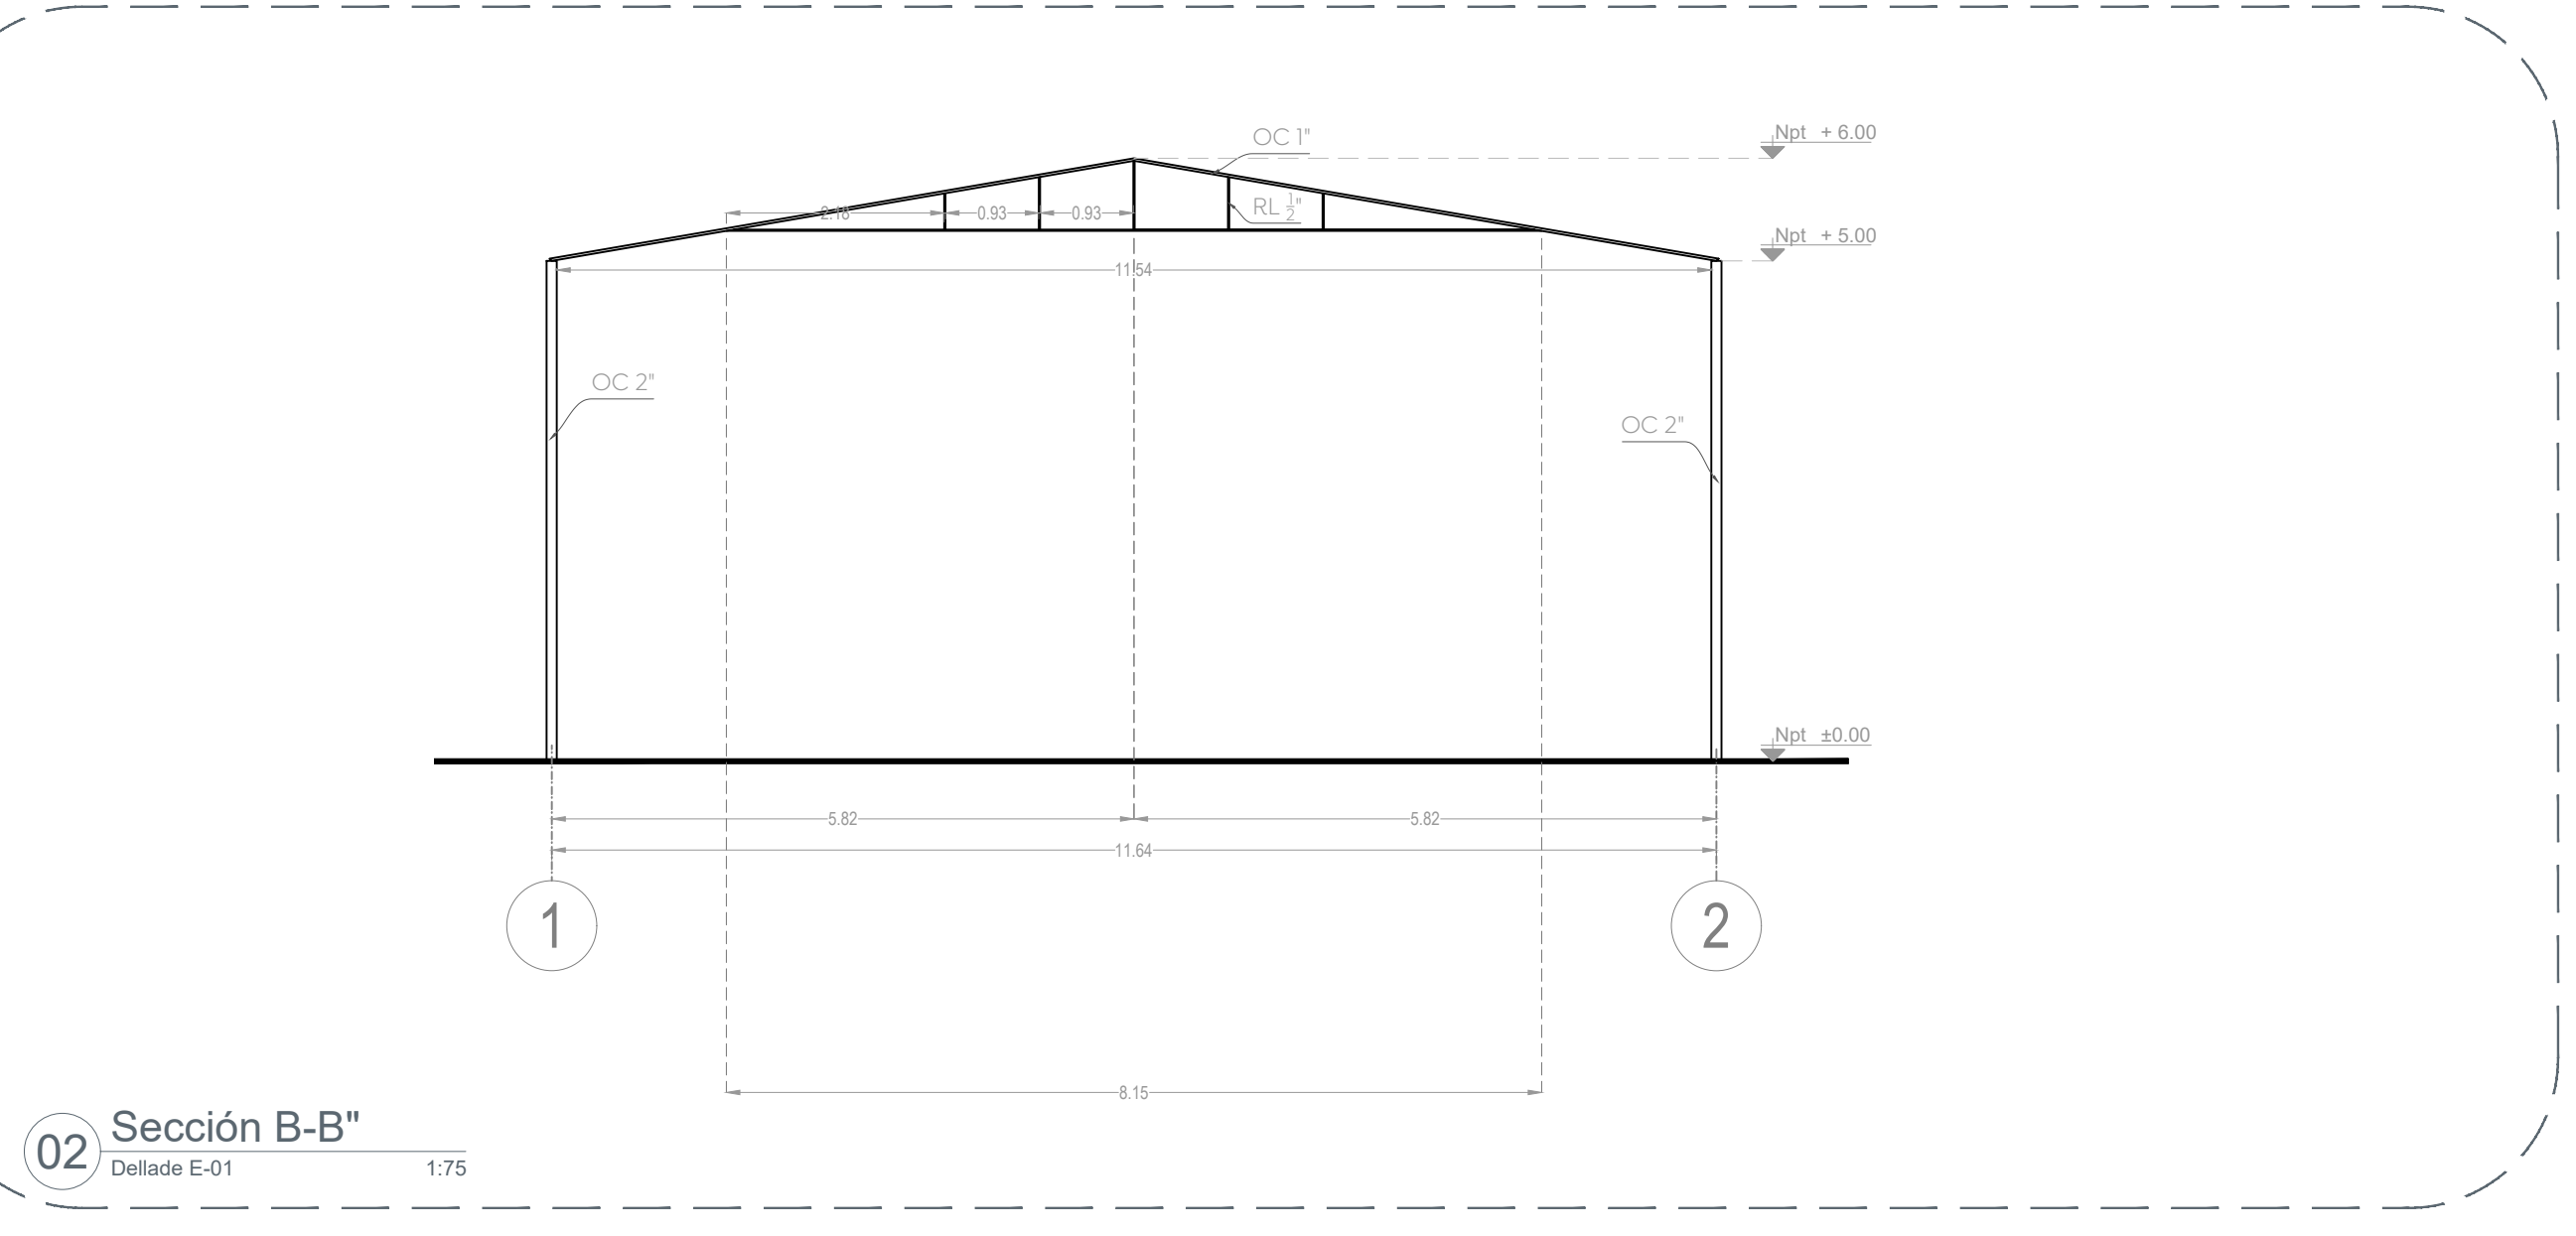 Npt + 6.00
OC 1"
RL 1/2"
2.18
0.93
0.93
Npt + 5.00
11.54
OC 2"
OC 2"
Npt ±0.00
5.82
5.82
11.64
1
2
8.15
02
Sección B-B"
Dellade E-01
1:75